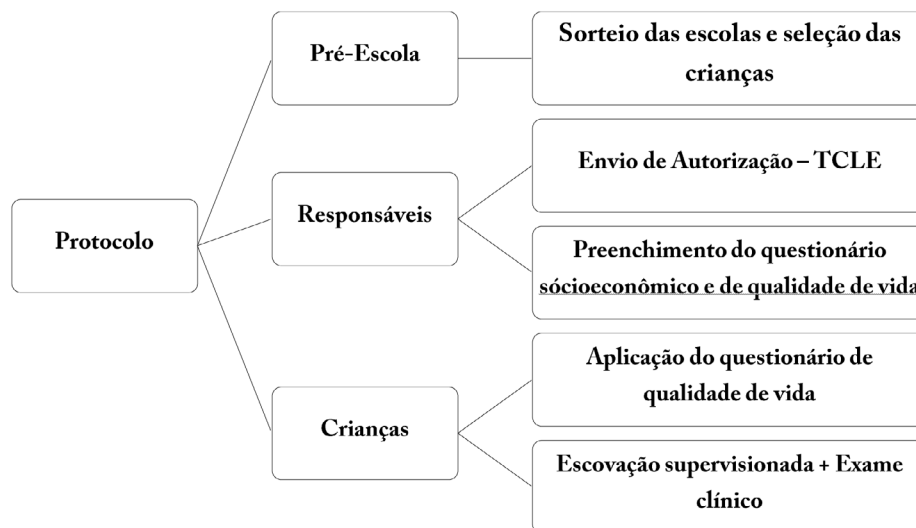 Pré-Escola
Sorteio das escolas e seleção das
crianças
Protocolo
Responsáveis
Envio de Autorização – TCLE
Preenchimento do questionário
sócioeconômico e de qualidade de vida
Crianças
Aplicação do questionário de
qualidade de vida
Escovação supervisionada + Exame
clínico